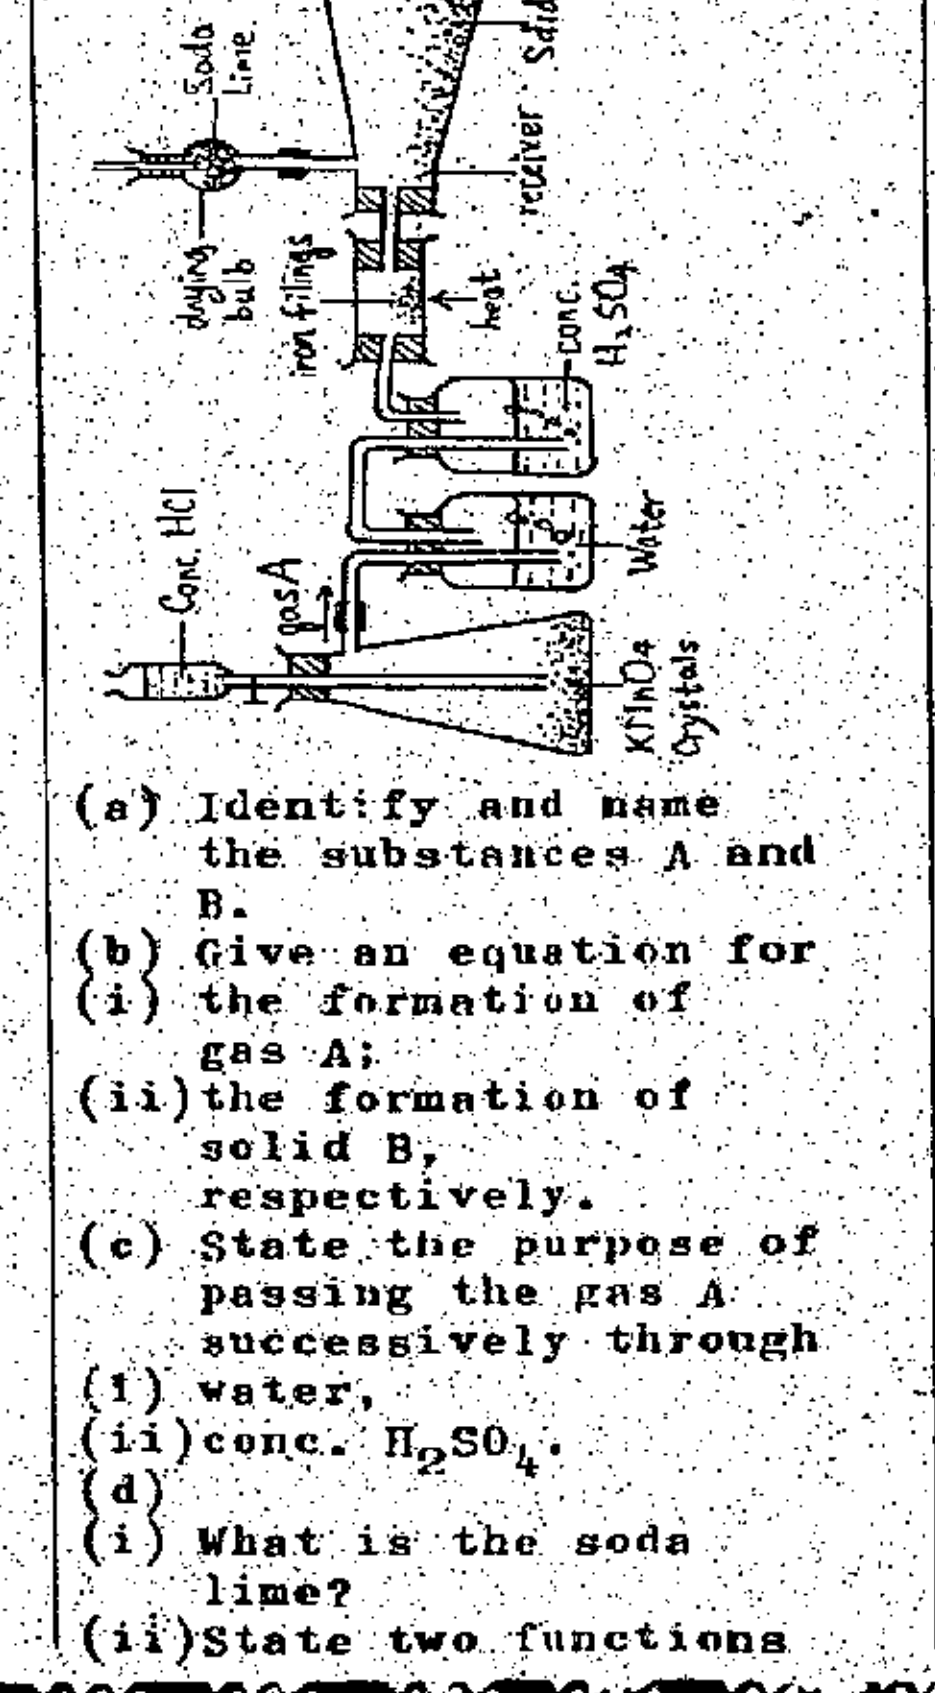 Soda
Lime
Solid
receiver
drying
bulb
iron filings
heat
conc.
H₂SO₄
Conc. HCl
gas A
Water
KMnO₄
Crystals
(a) Identify and name
the substances A and
B.
(b) Give an equation for
(i) the formation of
gas A;
(ii) the formation of
solid B,
respectively.
(c) State the purpose of
passing the gas A
successively through
(i) water,
(ii) conc. H₂SO₄.
(d)
(i) What is the soda
lime?
(ii) State two functions